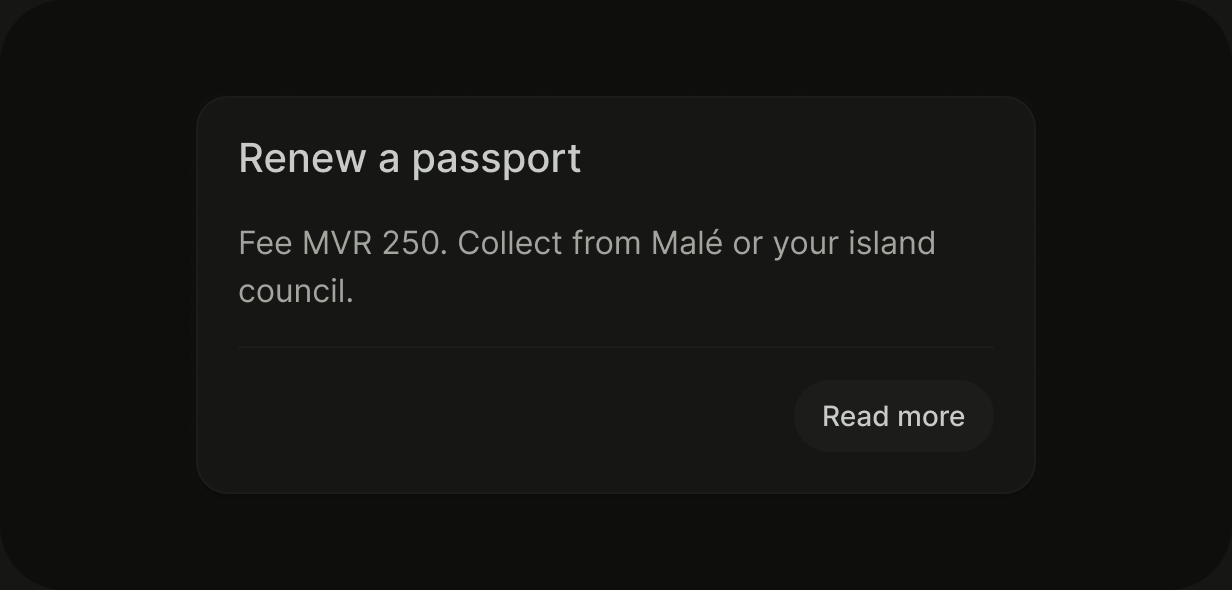 Renew a passport
Fee MVR 250. Collect from Malé or your island
council.
Read more